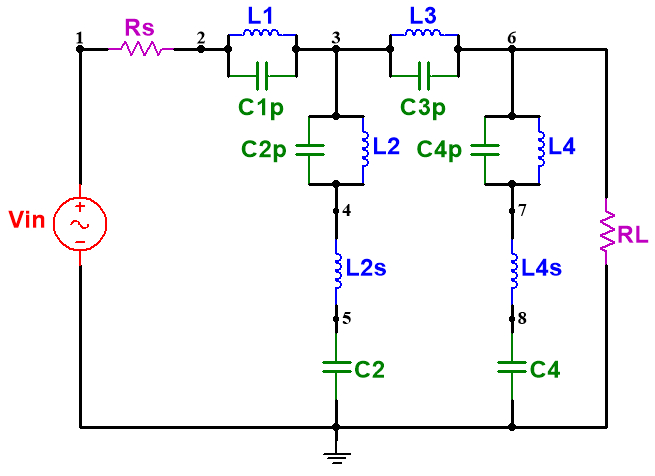 L1 L3
1 Rs 2 3 6
C1p C3p
C2p L2 C4p L4
4 7
Vin + − RL
L2s L4s
5 8
C2 C4